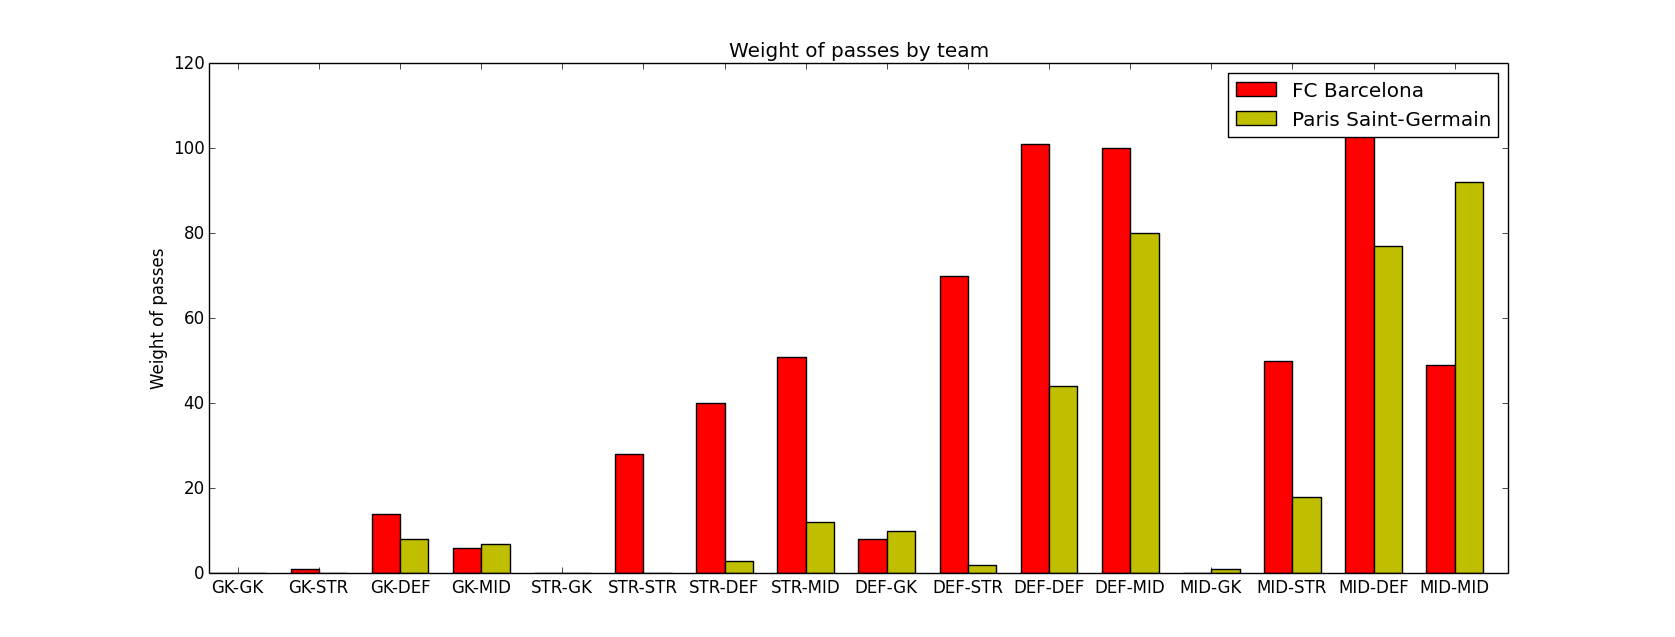 Weight of passes by team
FC Barcelona
Paris Saint-Germain
Weight of passes
120
100
80
60
40
20
0
GK-GK GK-STR GK-DEF GK-MID STR-GK STR-STR STR-DEF STR-MID DEF-GK DEF-STR DEF-DEF DEF-MID MID-GK MID-STR MID-DEF MID-MID